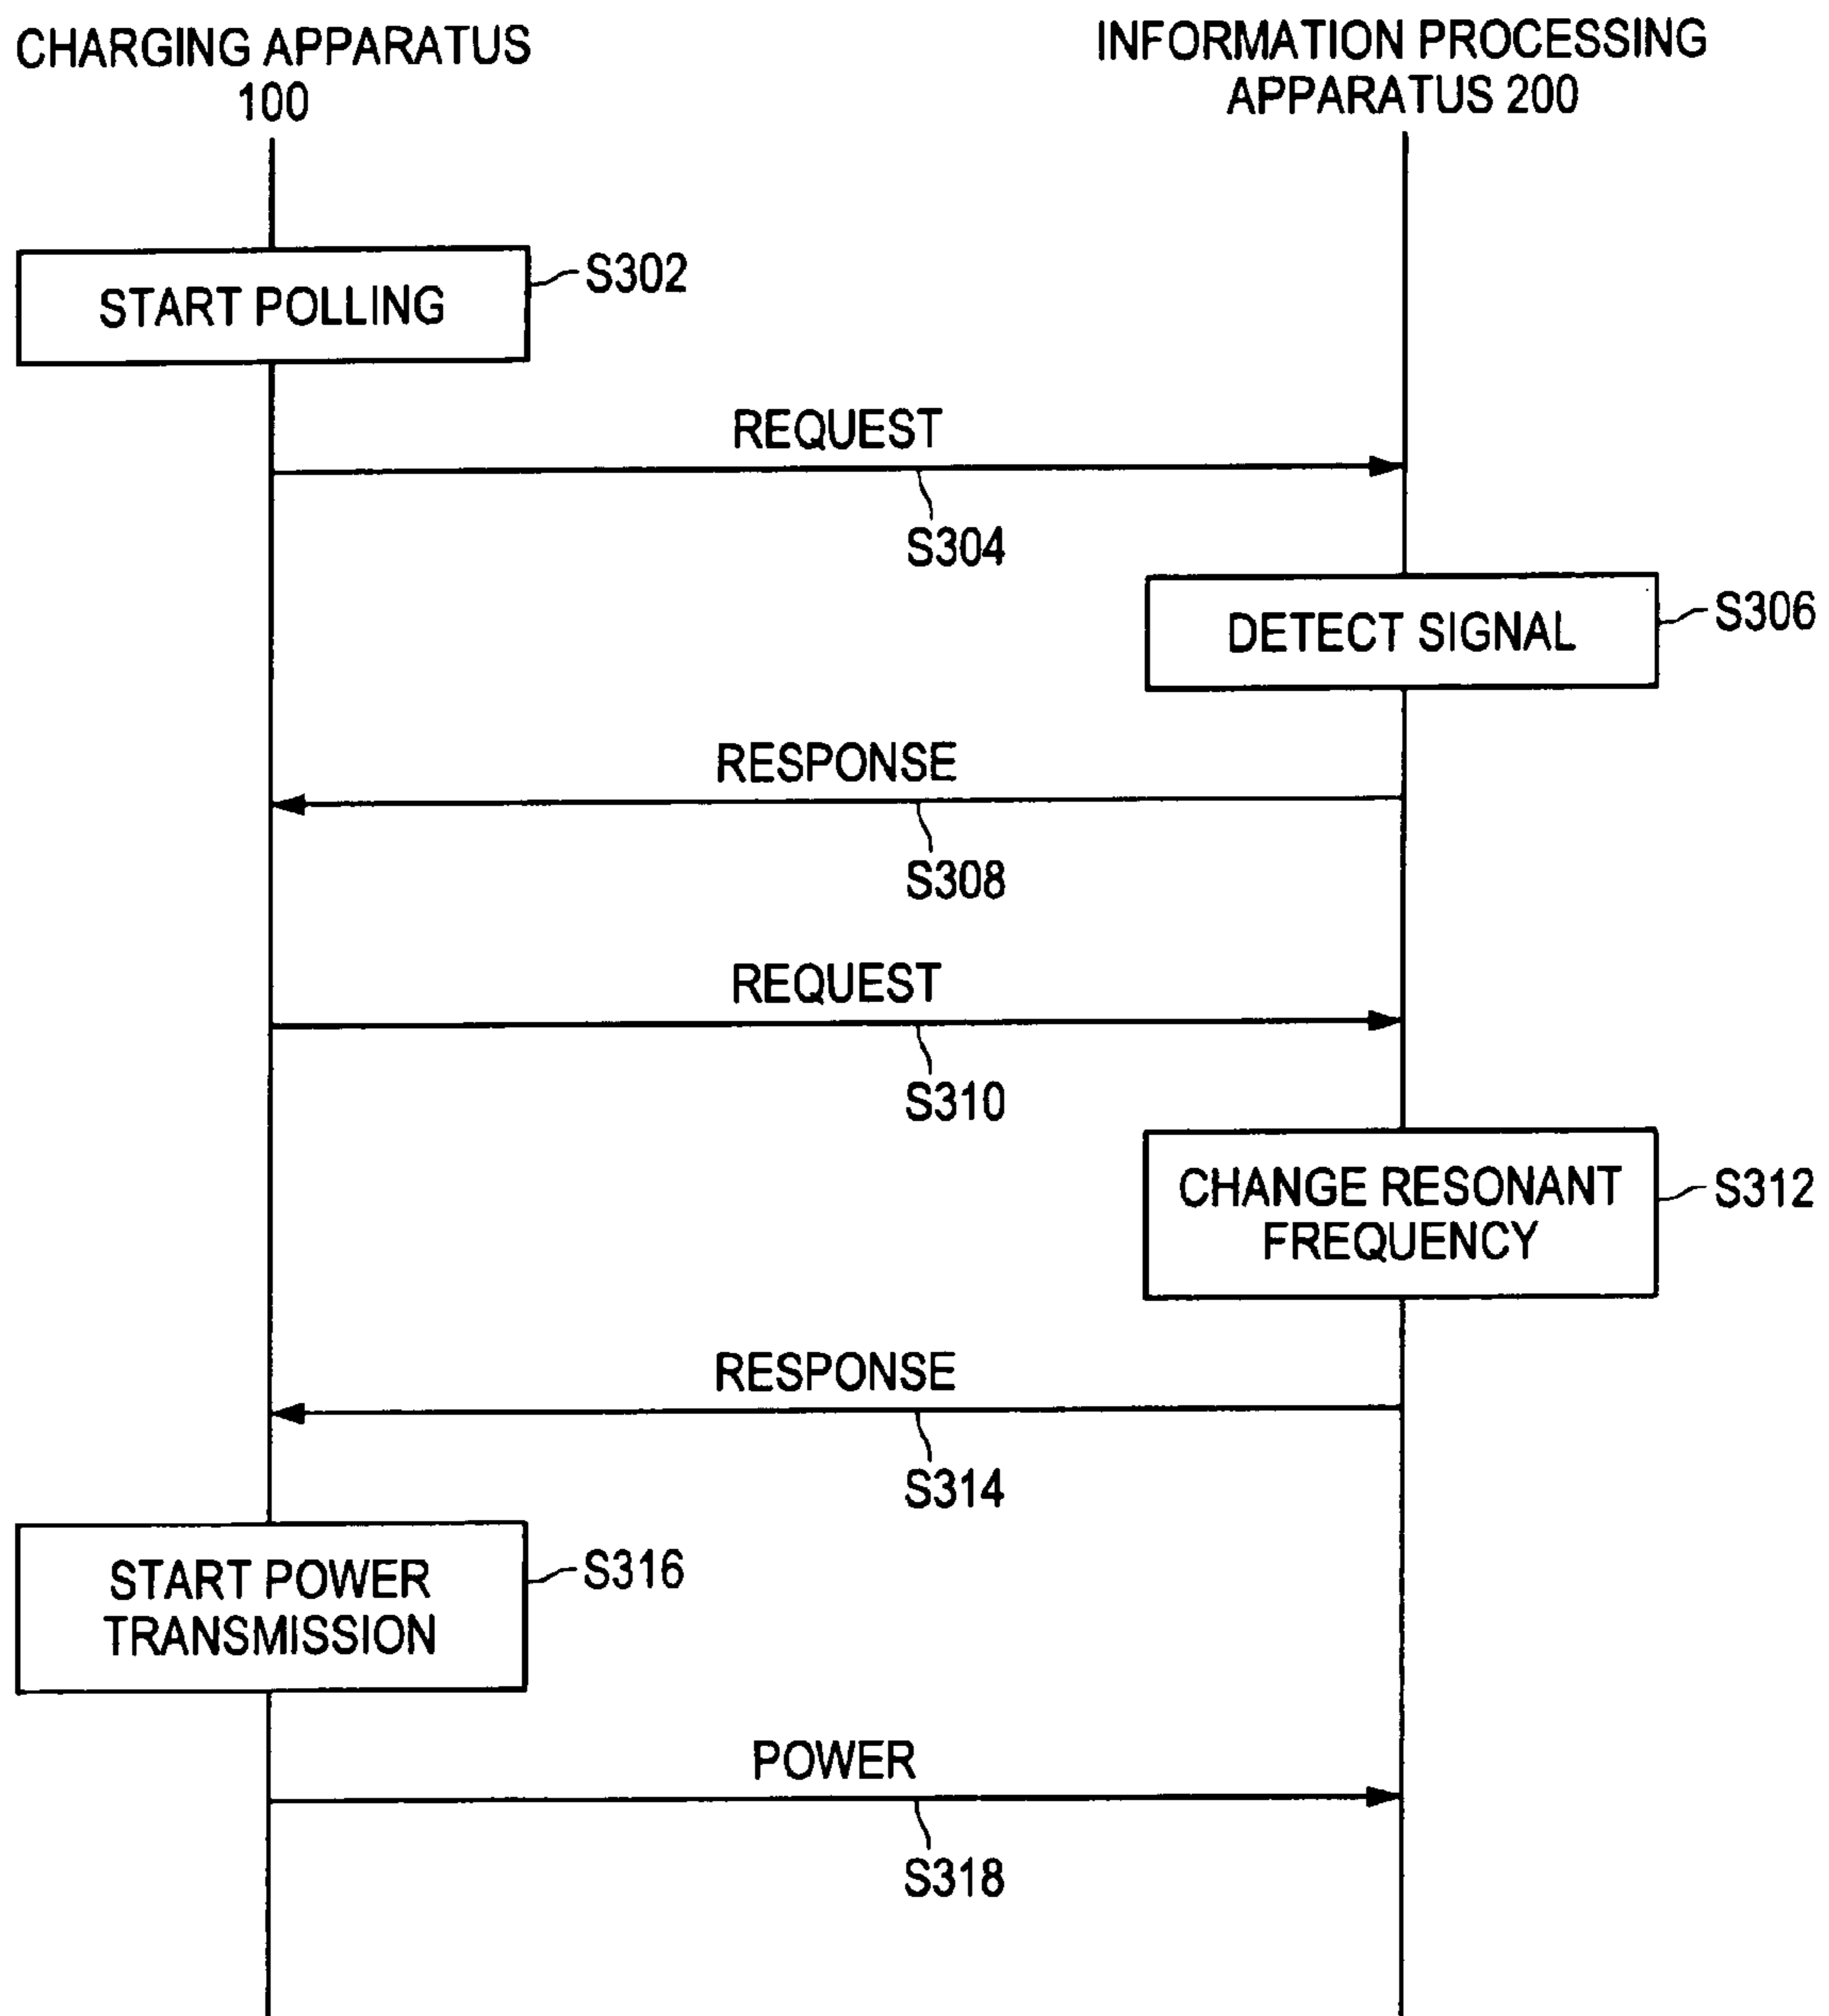 CHARGING APPARATUS
100
INFORMATION PROCESSING
APPARATUS 200
START POLLING
S302
REQUEST
S304
DETECT SIGNAL
S306
RESPONSE
S308
REQUEST
S310
CHANGE RESONANT
FREQUENCY
S312
RESPONSE
S314
START POWER
TRANSMISSION
S316
POWER
S318